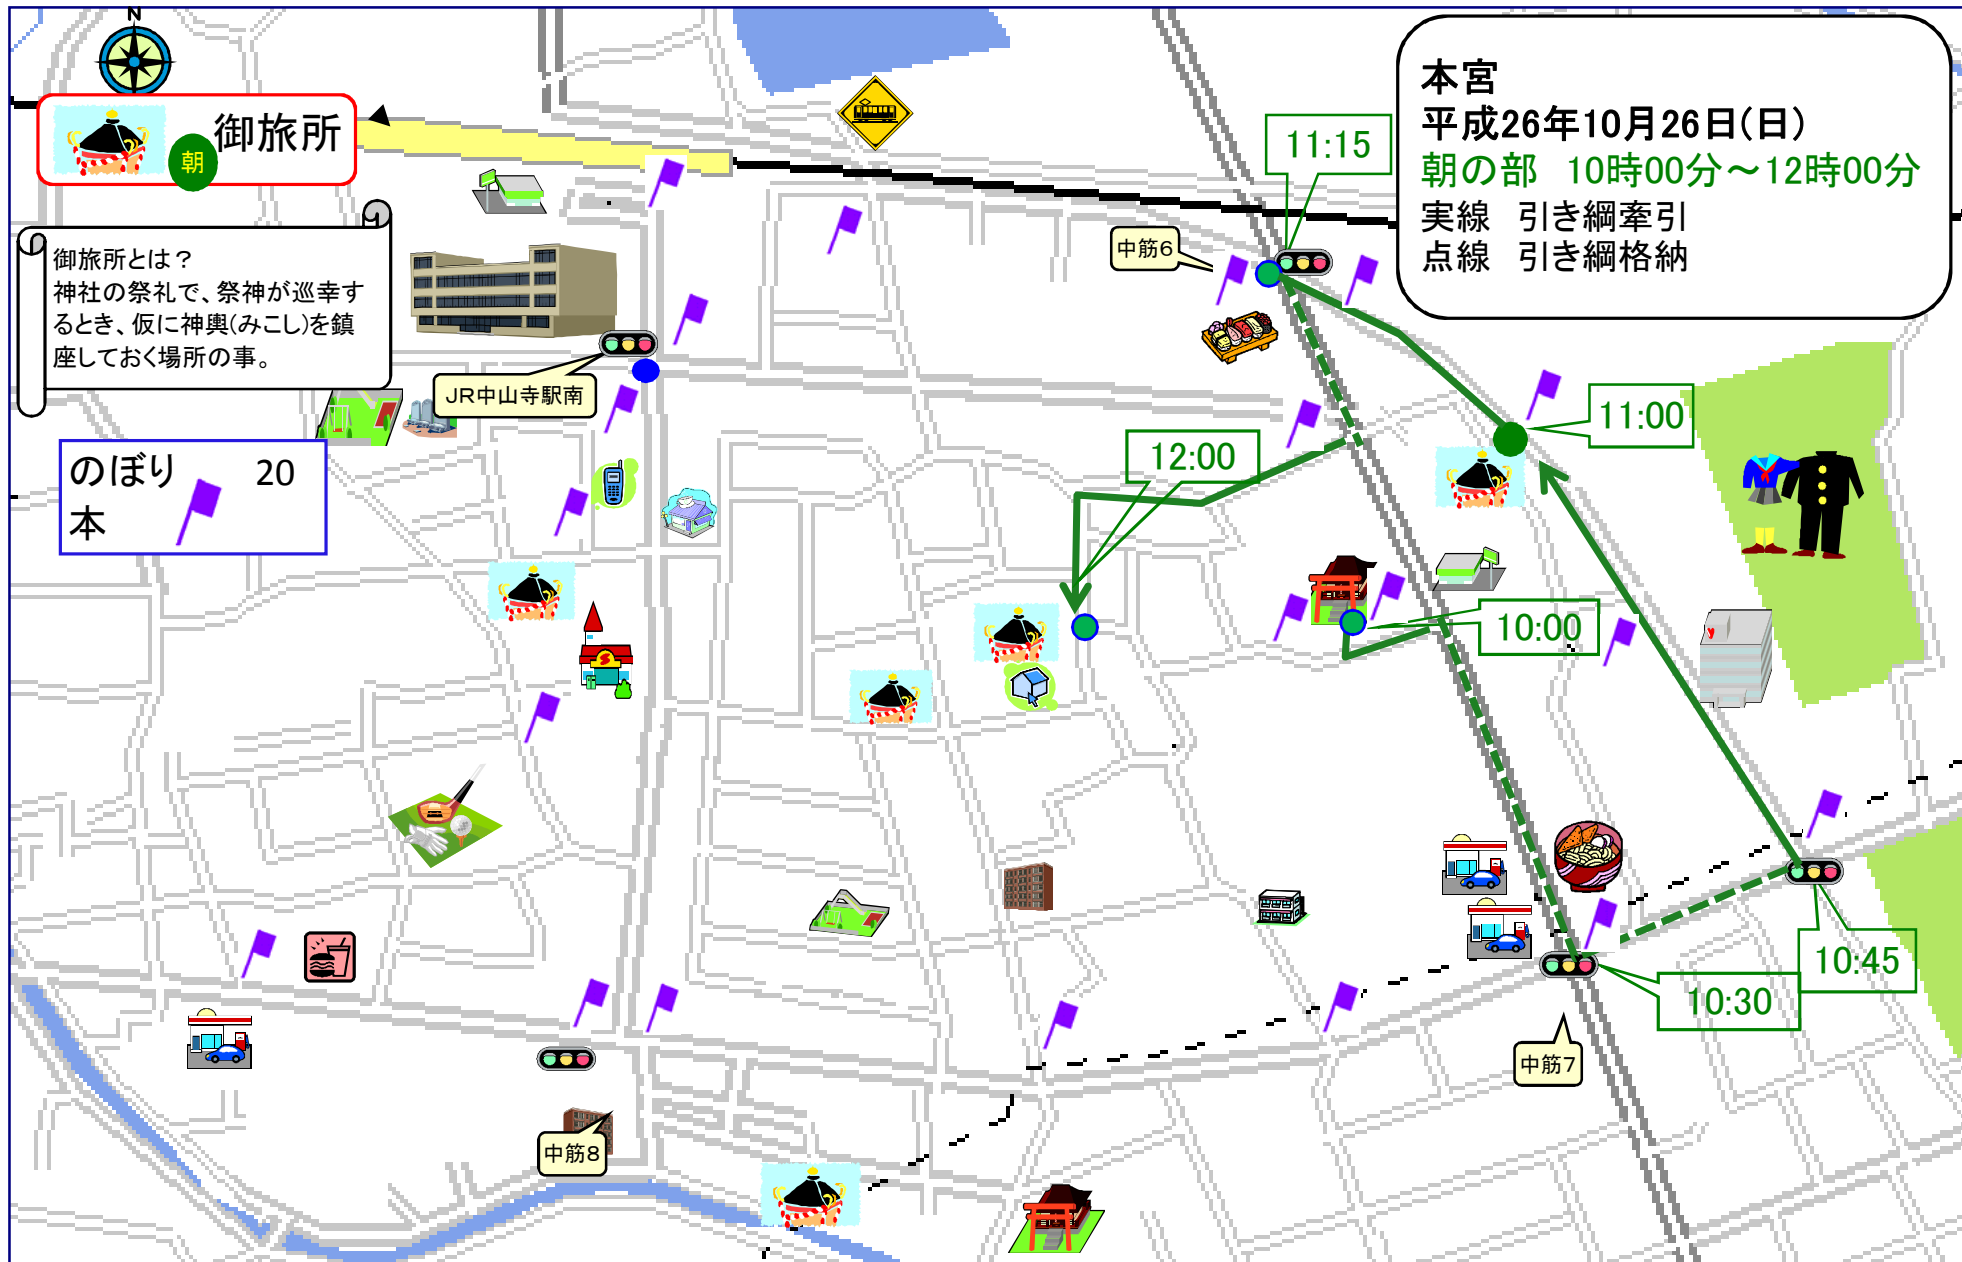 N
御旅所
朝
御旅所とは？
神社の祭礼で、祭神が巡幸す
るとき、仮に神輿(みこし)を鎮
座しておく場所の事。
のぼり 20
本
JR中山寺駅南
中筋6
11:15
本宮
平成26年10月26日(日)
朝の部 10時00分～12時00分
実線 引き綱牽引
点線 引き綱格納
11:00
12:00
10:00
10:45
10:30
中筋7
中筋8